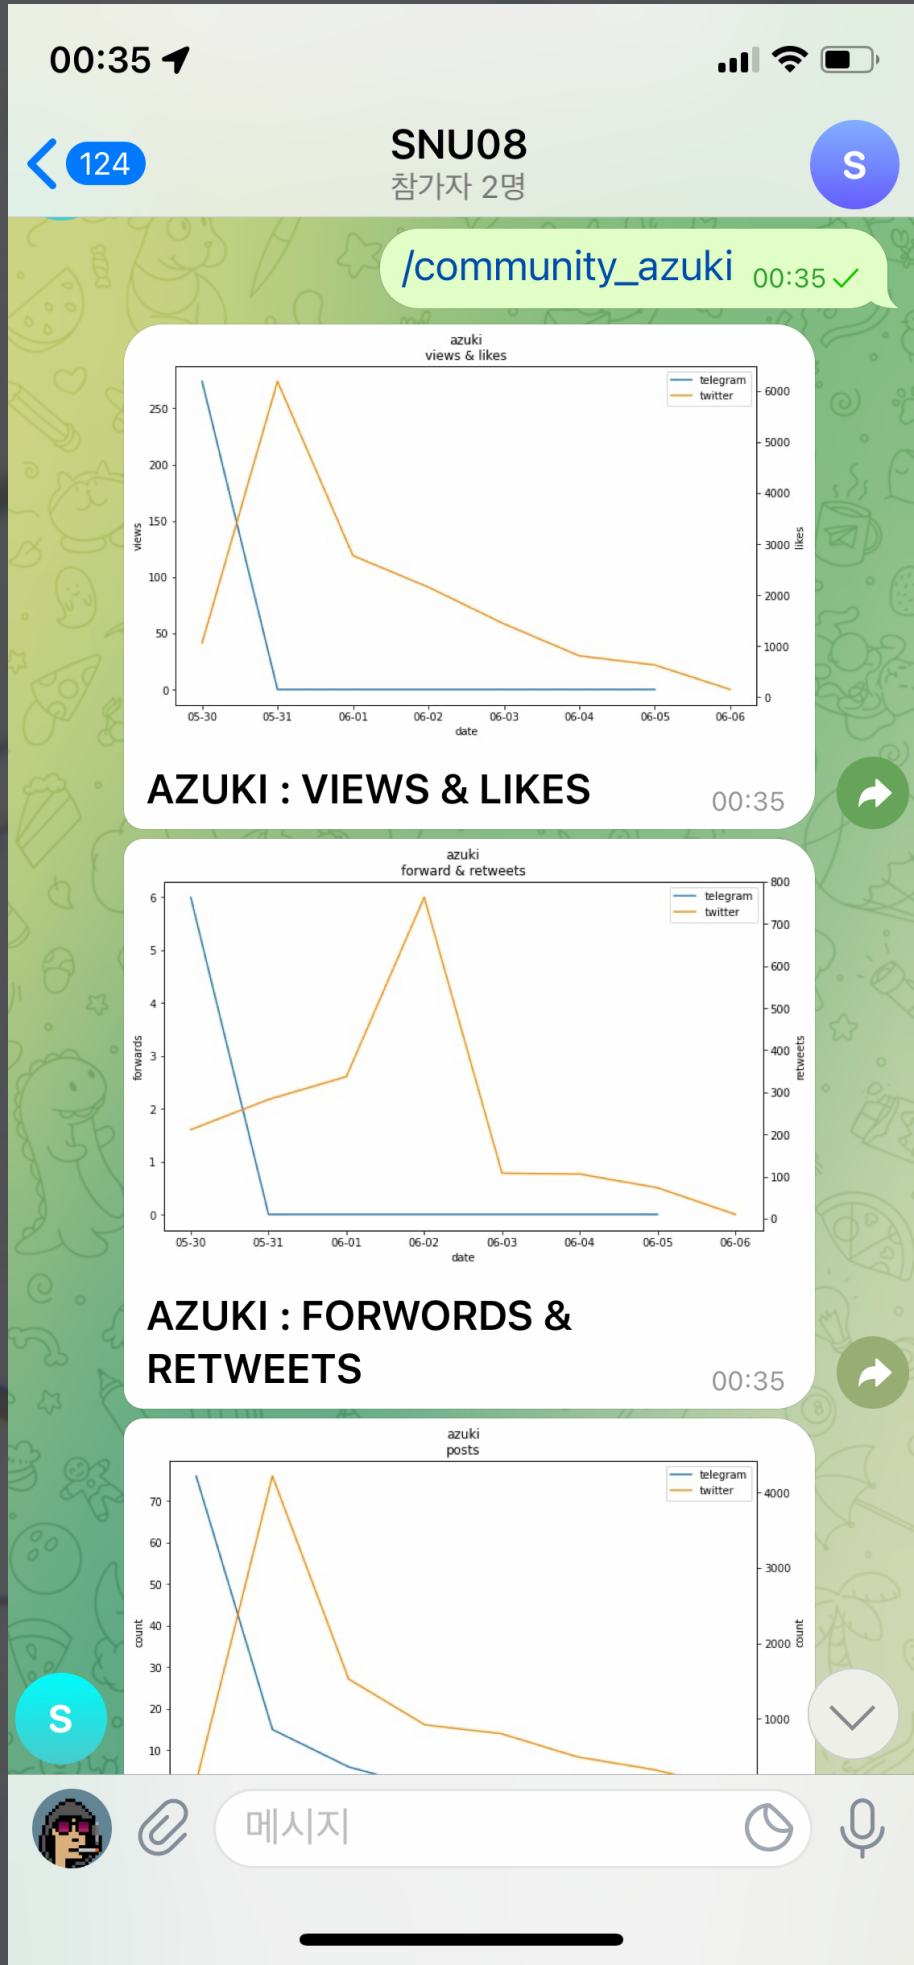 00:35
124
SNU08
참가자 2명
S
/community_azuki 00:35
azuki
views & likes
telegram
twitter
250
200
150
100
50
0
views
6000
5000
4000
3000
2000
1000
0
likes
05-30 05-31 06-01 06-02 06-03 06-04 06-05 06-06
date
AZUKI : VIEWS & LIKES
00:35
azuki
forward & retweets
telegram
twitter
6
5
4
3
2
1
0
forwards
800
700
600
500
400
300
200
100
0
retweets
05-30 05-31 06-01 06-02 06-03 06-04 06-05 06-06
date
AZUKI : FORWORDS &
RETWEETS
00:35
azuki
posts
telegram
twitter
70
60
50
40
30
20
10
count
4000
3000
2000
1000
count
S
메시지